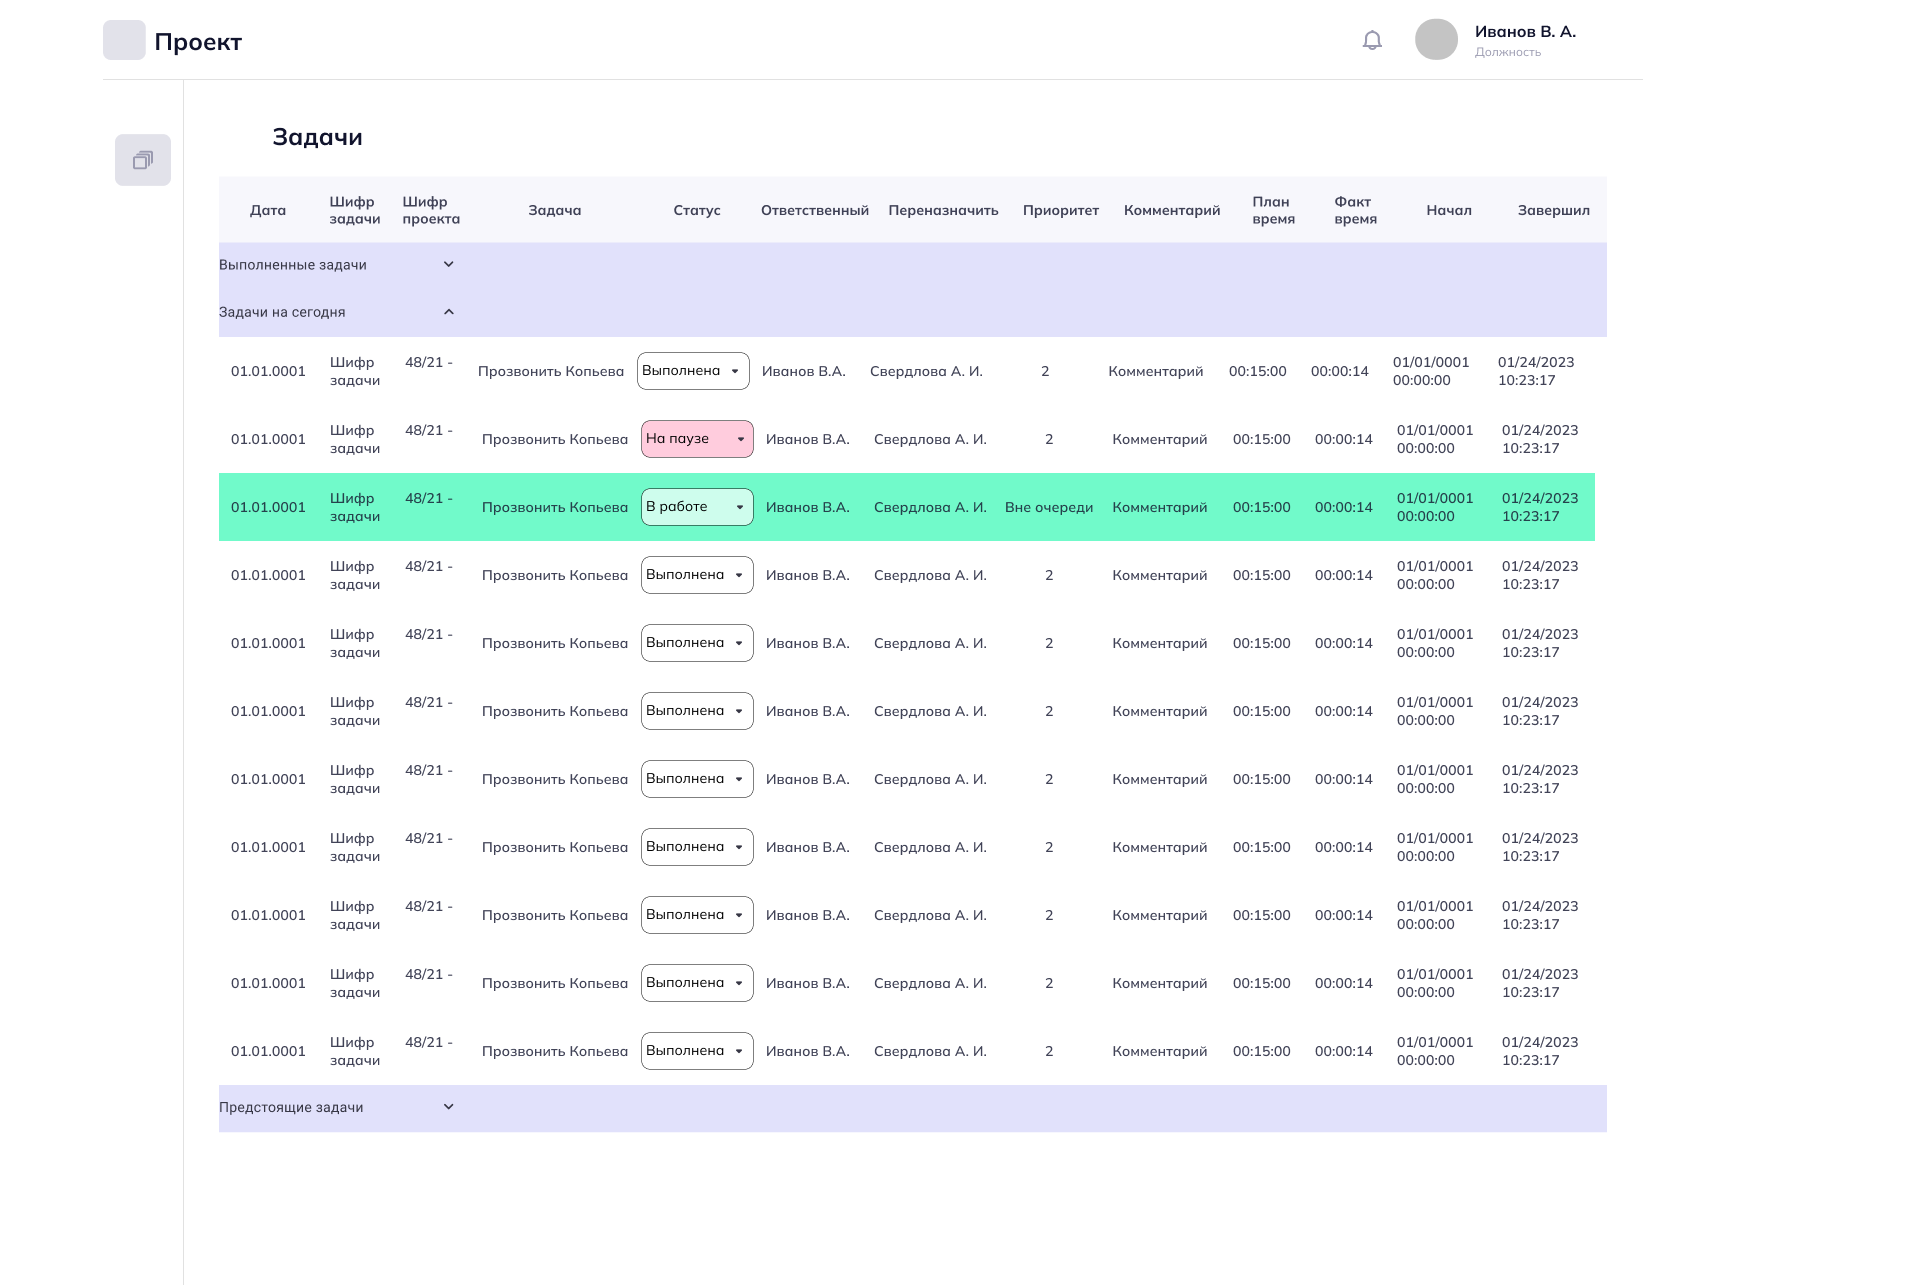 Проект
Иванов В. А.
Должность
Задачи
Дата Шифр задачи Шифр проекта Задача Статус Ответственный Переназначить Приоритет Комментарий План время Факт время Начал Завершил
Выполненные задачи
Задачи на сегодня
01.01.0001 Шифр задачи 48/21 - Прозвонить Копьева Выполнена Иванов В.А. Свердлова А. И. 2 Комментарий 00:15:00 00:00:14 01/01/0001 00:00:00 01/24/2023 10:23:17
01.01.0001 Шифр задачи 48/21 - Прозвонить Копьева На паузе Иванов В.А. Свердлова А. И. 2 Комментарий 00:15:00 00:00:14 01/01/0001 00:00:00 01/24/2023 10:23:17
01.01.0001 Шифр задачи 48/21 - Прозвонить Копьева В работе Иванов В.А. Свердлова А. И. Вне очереди Комментарий 00:15:00 00:00:14 01/01/0001 00:00:00 01/24/2023 10:23:17
01.01.0001 Шифр задачи 48/21 - Прозвонить Копьева Выполнена Иванов В.А. Свердлова А. И. 2 Комментарий 00:15:00 00:00:14 01/01/0001 00:00:00 01/24/2023 10:23:17
01.01.0001 Шифр задачи 48/21 - Прозвонить Копьева Выполнена Иванов В.А. Свердлова А. И. 2 Комментарий 00:15:00 00:00:14 01/01/0001 00:00:00 01/24/2023 10:23:17
01.01.0001 Шифр задачи 48/21 - Прозвонить Копьева Выполнена Иванов В.А. Свердлова А. И. 2 Комментарий 00:15:00 00:00:14 01/01/0001 00:00:00 01/24/2023 10:23:17
01.01.0001 Шифр задачи 48/21 - Прозвонить Копьева Выполнена Иванов В.А. Свердлова А. И. 2 Комментарий 00:15:00 00:00:14 01/01/0001 00:00:00 01/24/2023 10:23:17
01.01.0001 Шифр задачи 48/21 - Прозвонить Копьева Выполнена Иванов В.А. Свердлова А. И. 2 Комментарий 00:15:00 00:00:14 01/01/0001 00:00:00 01/24/2023 10:23:17
01.01.0001 Шифр задачи 48/21 - Прозвонить Копьева Выполнена Иванов В.А. Свердлова А. И. 2 Комментарий 00:15:00 00:00:14 01/01/0001 00:00:00 01/24/2023 10:23:17
01.01.0001 Шифр задачи 48/21 - Прозвонить Копьева Выполнена Иванов В.А. Свердлова А. И. 2 Комментарий 00:15:00 00:00:14 01/01/0001 00:00:00 01/24/2023 10:23:17
01.01.0001 Шифр задачи 48/21 - Прозвонить Копьева Выполнена Иванов В.А. Свердлова А. И. 2 Комментарий 00:15:00 00:00:14 01/01/0001 00:00:00 01/24/2023 10:23:17
Предстоящие задачи